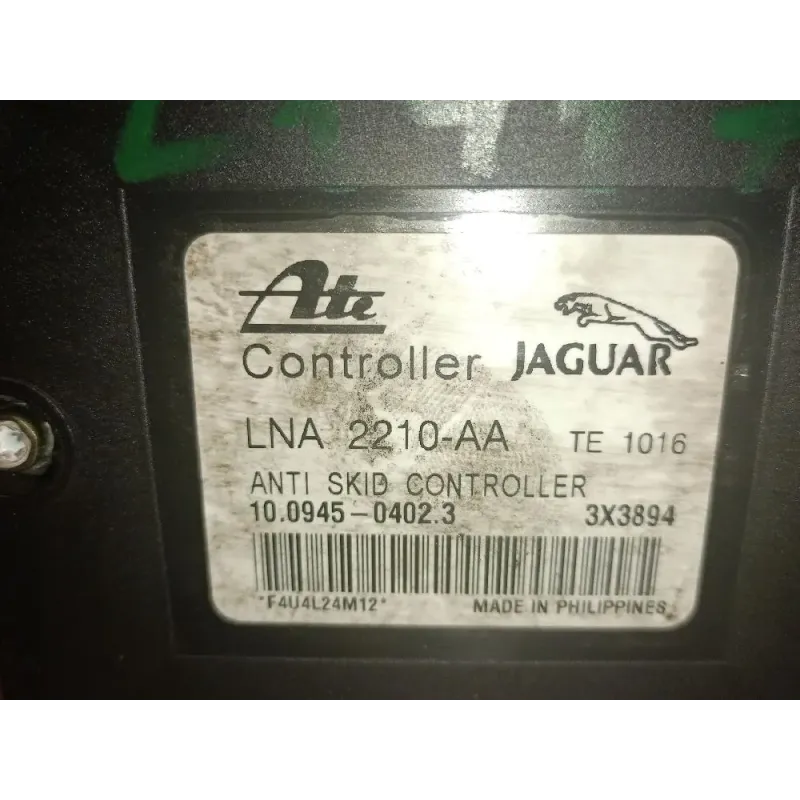 Ate
Controller JAGUAR
LNA 2210-AA TE 1016
ANTI SKID CONTROLLER
10.0945-0402.3 3X3894
*F4U4L24M12* MADE IN PHILIPPINES